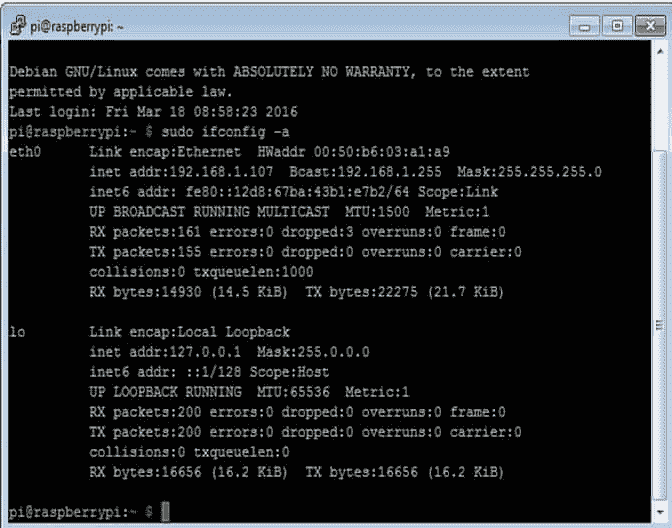 pi@raspberrypi: ~
Debian GNU/Linux comes with ABSOLUTELY NO WARRANTY, to the extent
permitted by applicable law.
Last login: Fri Mar 18 08:58:23 2016
pi@raspberrypi:~ $ sudo ifconfig -a
eth0 Link encap:Ethernet HWaddr 00:50:b6:03:a1:a9
inet addr:192.168.1.107 Bcast:192.168.1.255 Mask:255.255.255.0
inet6 addr: fe80::12d8:67ba:43b1:e7b2/64 Scope:Link
UP BROADCAST RUNNING MULTICAST MTU:1500 Metric:1
RX packets:161 errors:0 dropped:3 overruns:0 frame:0
TX packets:155 errors:0 dropped:0 overruns:0 carrier:0
collisions:0 txqueuelen:1000
RX bytes:14930 (14.5 KiB) TX bytes:22275 (21.7 KiB)
lo Link encap:Local Loopback
inet addr:127.0.0.1 Mask:255.0.0.0
inet6 addr: ::1/128 Scope:Host
UP LOOPBACK RUNNING MTU:65536 Metric:1
RX packets:200 errors:0 dropped:0 overruns:0 frame:0
TX packets:200 errors:0 dropped:0 overruns:0 carrier:0
collisions:0 txqueuelen:0
RX bytes:16656 (16.2 KiB) TX bytes:16656 (16.2 KiB)
pi@raspberrypi:~ $